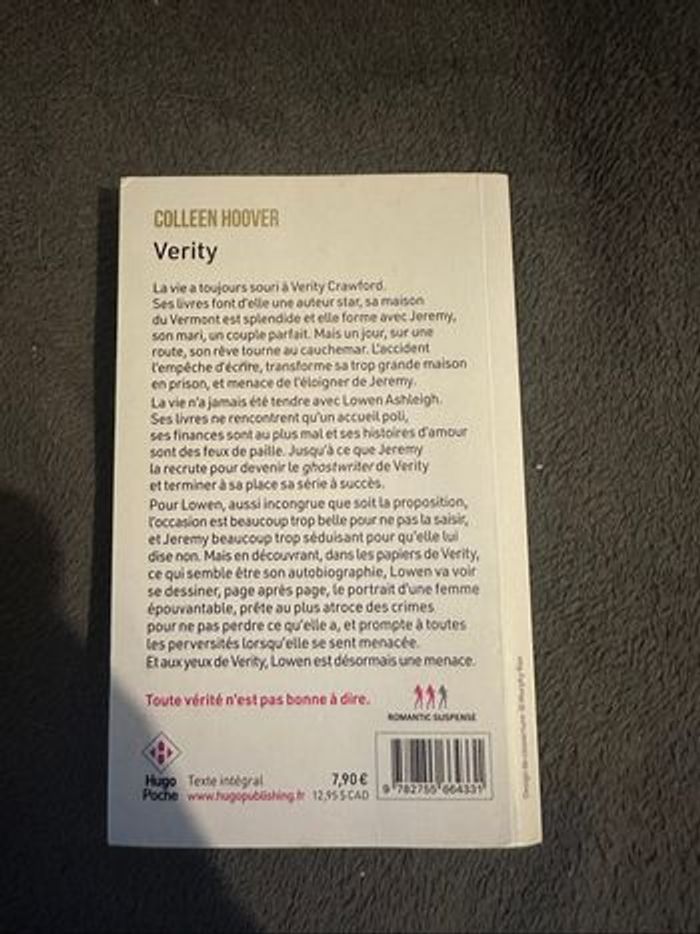 COLLEEN HOOVER
Verity
La vie a toujours souri à Verity Crawford.
Ses livres font d'elle une auteur star, sa maison
du Vermont est splendide et elle forme avec Jeremy,
son mari, un couple parfait. Mais un jour, sur une
route, son rêve tourne au cauchemar. L'accident
l'empêche d'écrire, transforme sa trop grande maison
en prison, et menace de l'éloigner de Jeremy.
La vie n'a jamais été tendre avec Lowen Ashleigh.
Ses livres ne rencontrent qu'un accueil poli,
ses finances sont au plus mal et ses histoires d'amour
sont des feux de paille. Jusqu'à ce que Jeremy
la recrute pour devenir le ghostwriter de Verity
et terminer à sa place sa série à succès.
Pour Lowen, aussi incongrue que soit la proposition,
l'occasion est beaucoup trop belle pour ne pas la saisir,
et Jeremy beaucoup trop séduisant pour qu'elle lui
dise non. Mais en découvrant, dans les papiers de Verity,
ce qui semble être son autobiographie, Lowen va voir
se dessiner, page après page, le portrait d'une femme
épouvantable, prête au plus atroce des crimes
pour ne pas perdre ce qu'elle a, et prompte à toutes
les perversités lorsqu'elle se sent menacée.
Et aux yeux de Verity, Lowen est désormais une menace.
Toute vérité n'est pas bonne à dire.
ROMANTIC SUSPENSE
Hugo Poche
Texte intégral 7,90 €
www.hugopublishing.fr 12,95 $ CAD
9 782755 664331
Design de couverture: © Murphy Rae